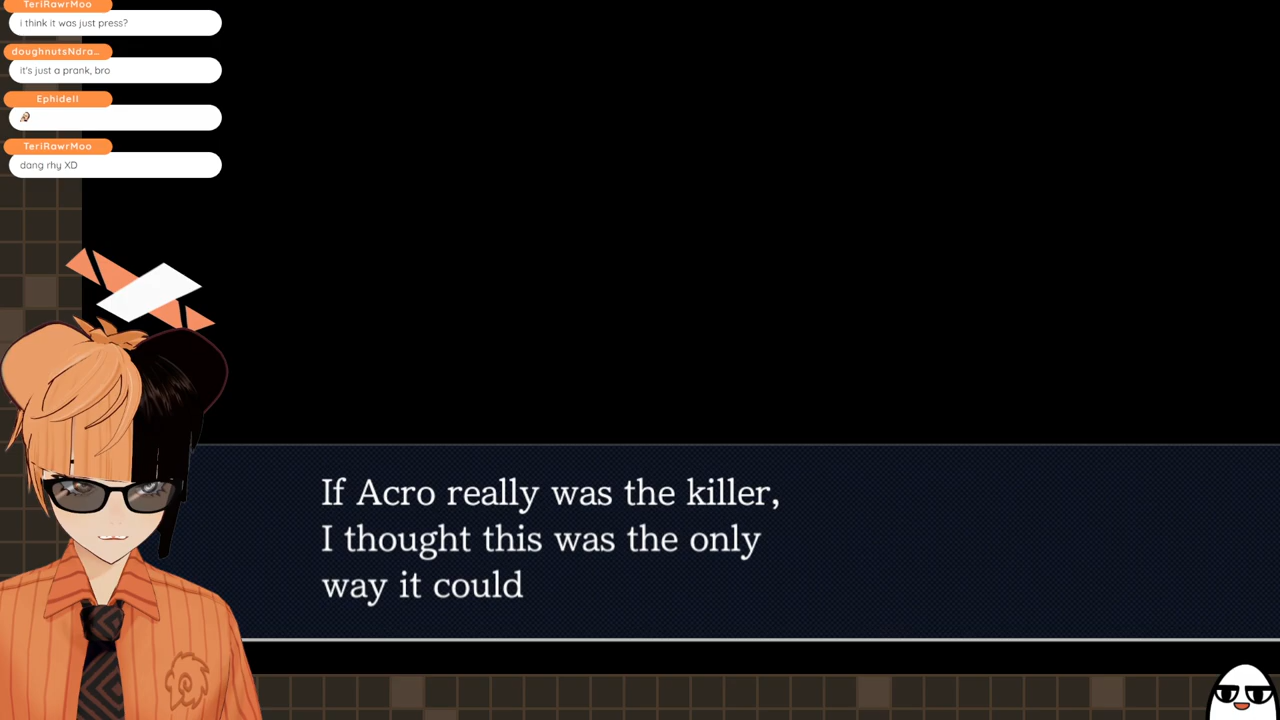 TeriRawrMoo
i think it was just press?
doughnutsNdra...
it's just a prank, bro
Ephideii
TeriRawrMoo
dang rhy XD
If Acro really was the killer,
I thought this was the only
way it could